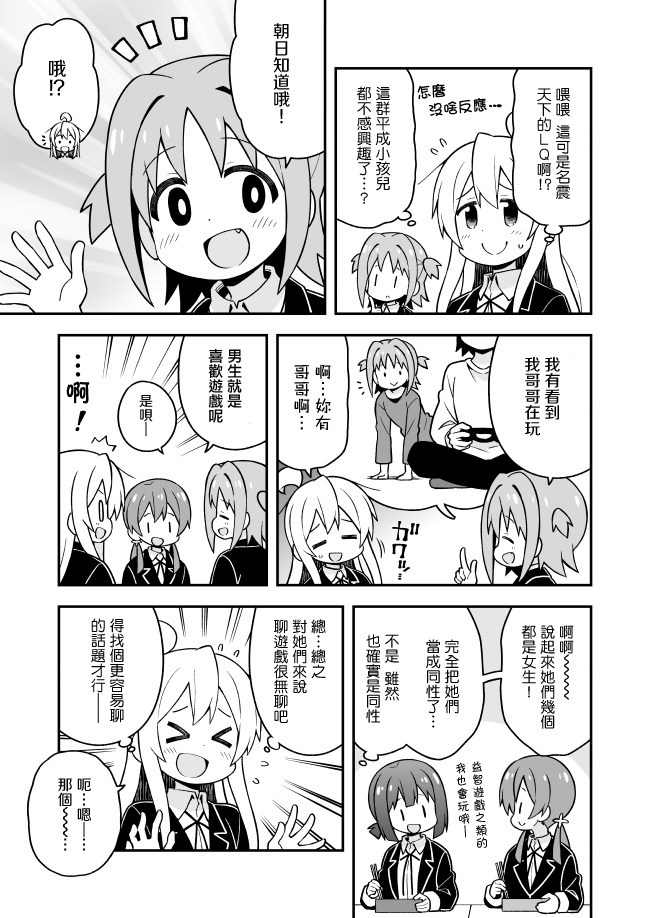 喂喂 這可是名震
天下的LQ啊!?
怎麼
沒啥反應…
這群平成小孩兒
都不感興趣了…?
朝日知道哦!
哦!?
我有看到
我哥哥在玩
啊…妳有
哥哥啊…
ガクッ…
男生就是
喜歡遊戲呢
是唄—
…啊!
啊啊~~~~~
說起來她們幾個
都是女生!
完全把她們
當成同性了…
不是 雖然
也確實是同性
益智遊戲之類的
我也會玩哦—
總…總之
對她們來說
聊遊戲很無聊吧
得找個更容易聊
的話題才行——
呃…嗯——
那個~~~~~